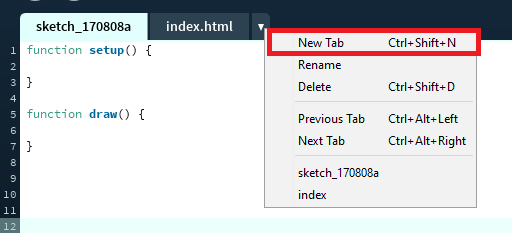 sketch_170808a index.html ▼
1 function setup() {
2
3 }
4
5 function draw() {
6
7 }
8
9
10
11
12
New Tab Ctrl+Shift+N
Rename
Delete Ctrl+Shift+D
Previous Tab Ctrl+Alt+Left
Next Tab Ctrl+Alt+Right
sketch_170808a
index